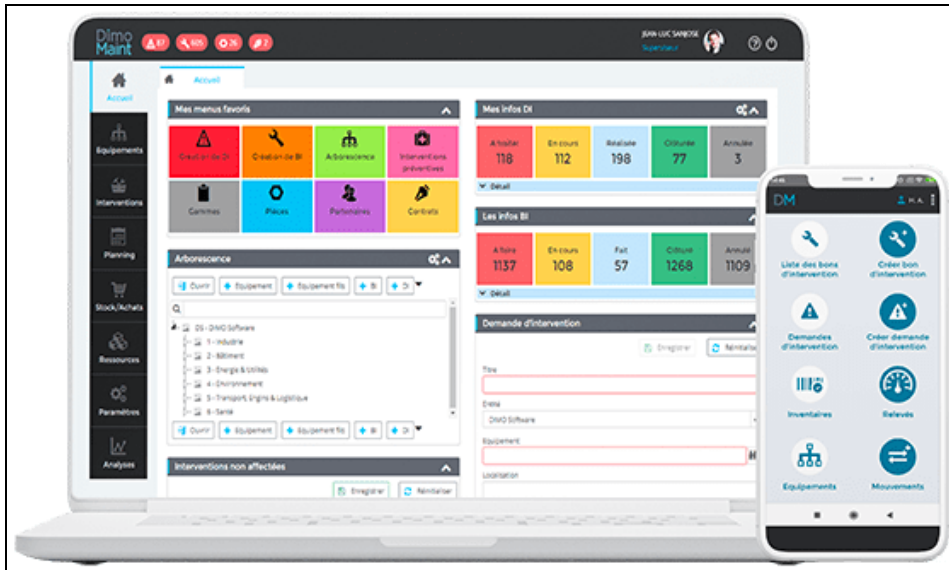 Dimo
Maint
87
805
26
2
JEAN LUC SANJOSE
Superviseur
Accueil
Accueil
Equipements
Interventions
Planning
Stock/Achats
Ressources
Paramètres
Analyses
Mes menus favoris
Création de DI
Création de BI
Arborescence
Interventions
préventives
Gammes
Pièces
Partenaires
Contrats
Arborescence
Ouvrir
Equipement
Equipement fils
BI
DI
DS - DIMO Software
1 - Industrie
2 - Bâtiment
3 - Energie & Utilités
4 - Environnement
5 - Transport, Engins & Logistique
6 - Santé
Ouvrir
Equipement
Equipement fils
BI
DI
Interventions non affectées
Enregistrer
Réinitialiser
Mes infos DI
A traiter
118
En cours
112
Réalisée
198
Clôturée
77
Annulée
3
Détail
Les infos BI
A faire
1137
En cours
108
Fait
57
Clôturé
1268
Annulé
1109
Détail
Demande d'intervention
Enregistrer
Titre
Entité
DIMO Software
Equipement
Localisation
DM
H. A.
Liste des bons
d'intervention
Créer bon
d'intervention
Demandes
d'intervention
Créer demande
d'intervention
Inventaires
Relevés
Equipements
Mouvements